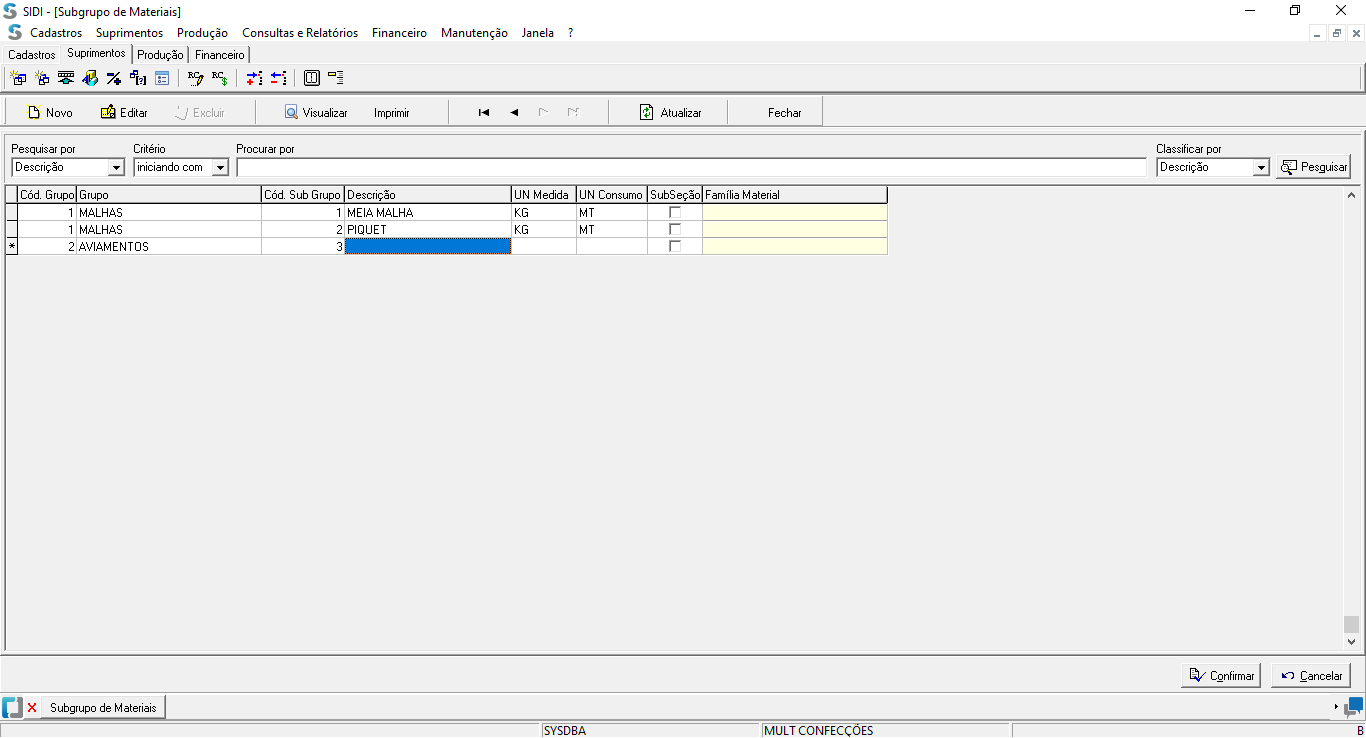 SIDI - [Subgrupo de Materiais]
Cadastros Suprimentos Produção Consultas e Relatórios Financeiro Manutenção Janela ?
Cadastros Suprimentos Produção Financeiro
Novo Editar Excluir Visualizar Imprimir Atualizar Fechar
Pesquisar por Critério Procurar por Classificar por
Descrição iniciando com Descrição Pesquisar
Cód. Grupo Grupo Cód. Sub Grupo Descrição UN Medida UN Consumo SubSeção Família Material
1 MALHAS 1 MEIA MALHA KG MT
1 MALHAS 2 PIQUET KG MT
* 2 AVIAMENTOS 3
Confirmar Cancelar
Subgrupo de Materiais
SYSDBA MULT CONFECÇÕES B